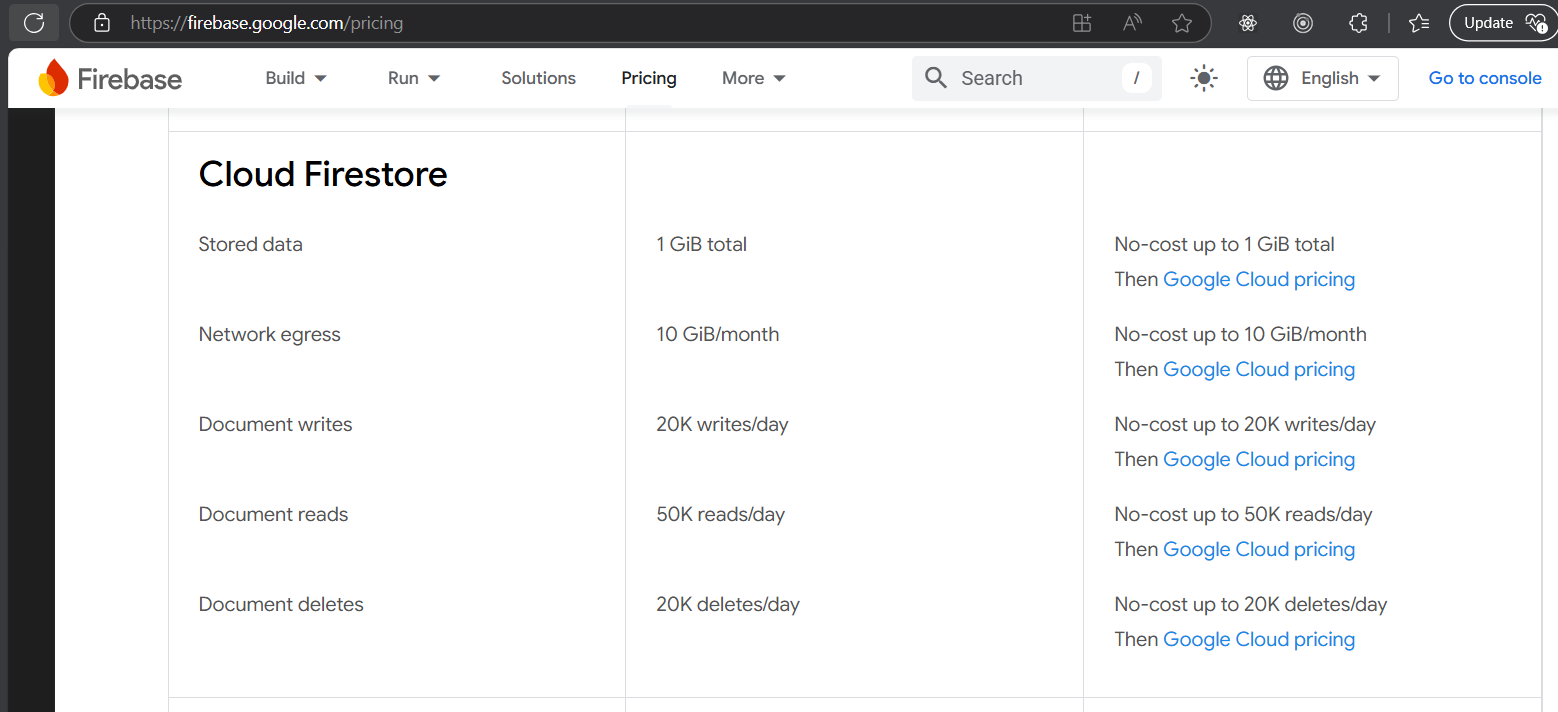 https://firebase.google.com/pricing
Update
Firebase
Build
Run
Solutions
Pricing
More
Search
/
English
Go to console
Cloud Firestore
Stored data
1 GiB total
No-cost up to 1 GiB total
Then Google Cloud pricing
Network egress
10 GiB/month
No-cost up to 10 GiB/month
Then Google Cloud pricing
Document writes
20K writes/day
No-cost up to 20K writes/day
Then Google Cloud pricing
Document reads
50K reads/day
No-cost up to 50K reads/day
Then Google Cloud pricing
Document deletes
20K deletes/day
No-cost up to 20K deletes/day
Then Google Cloud pricing